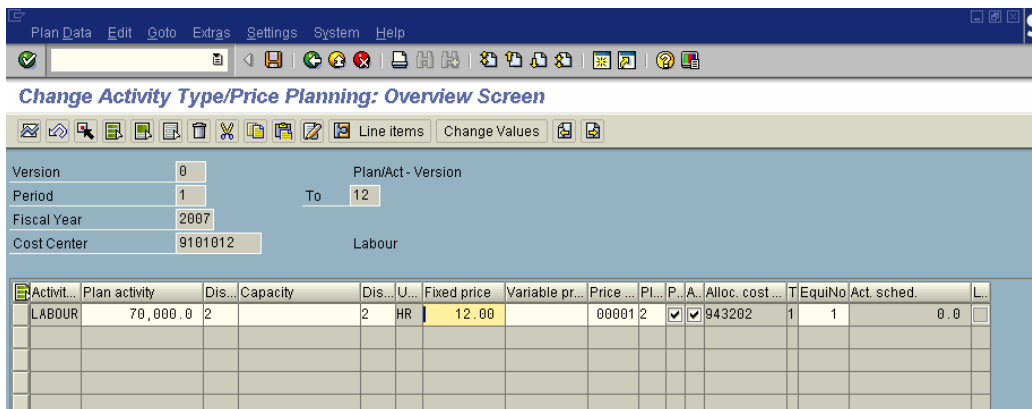 Plan Data Edit Goto Extras Settings System Help
Change Activity Type/Price Planning: Overview Screen
Line items Change Values
Version 0 Plan/Act - Version
Period 1 To 12
Fiscal Year 2007
Cost Center 9101012 Labour
Activit... Plan activity Dis... Capacity Dis... U... Fixed price Variable pr... Price ... Pl... P.. A.. Alloc. cost ... T EquiNo Act. sched. L..
LABOUR 70,000.0 2 2 HR 12.00 00001 2 943202 1 1 0.0